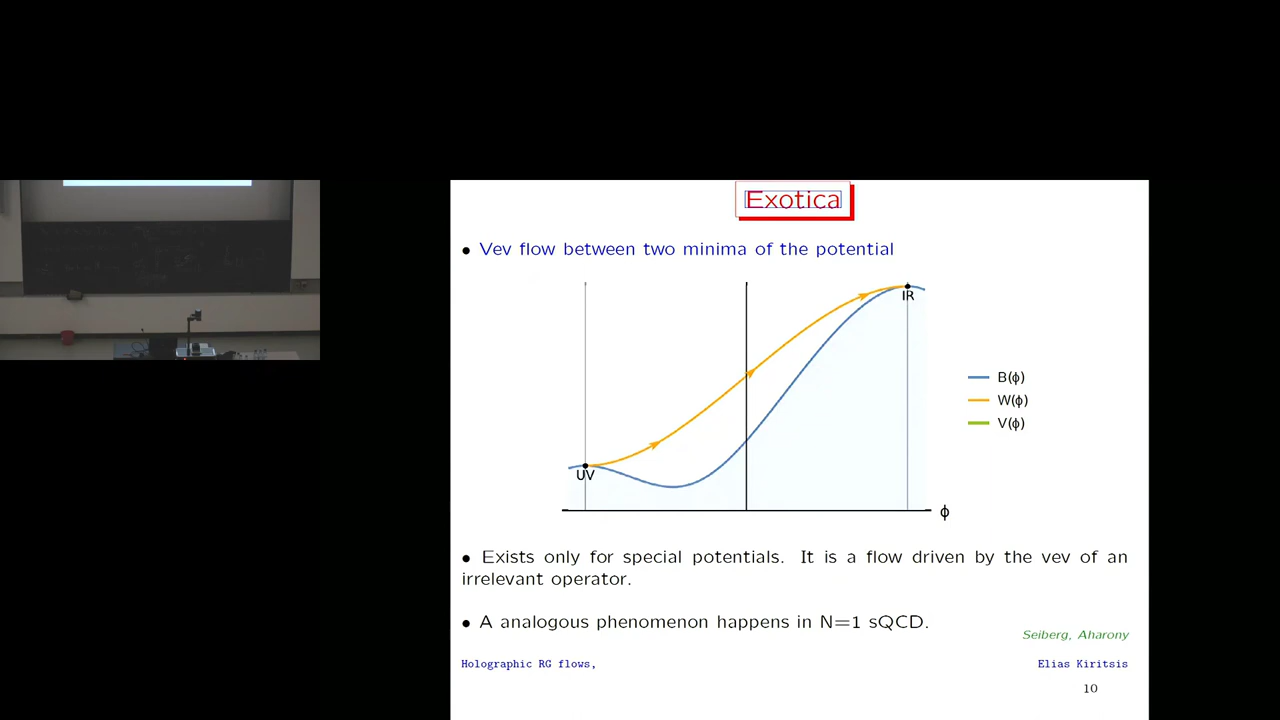 Exotica
• Vev flow between two minima of the potential
IR
UV
B(ϕ)
W(ϕ)
V(ϕ)
ϕ
• Exists only for special potentials. It is a flow driven by the vev of an
irrelevant operator.
• A analogous phenomenon happens in N=1 sQCD.
Seiberg, Aharony
Holographic RG flows,
Elias Kiritsis
10